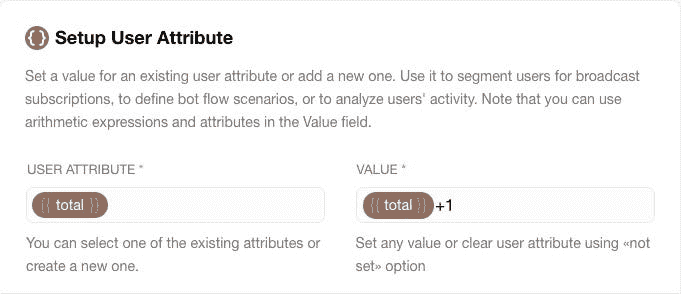 {} Setup User Attribute
Set a value for an existing user attribute or add a new one. Use it to segment users for broadcast
subscriptions, to define bot flow scenarios, or to analyze users' activity. Note that you can use
arithmetic expressions and attributes in the Value field.
USER ATTRIBUTE * VALUE *
{{ total }} {{ total }}+1
You can select one of the existing attributes or Set any value or clear user attribute using «not
create a new one. set» option